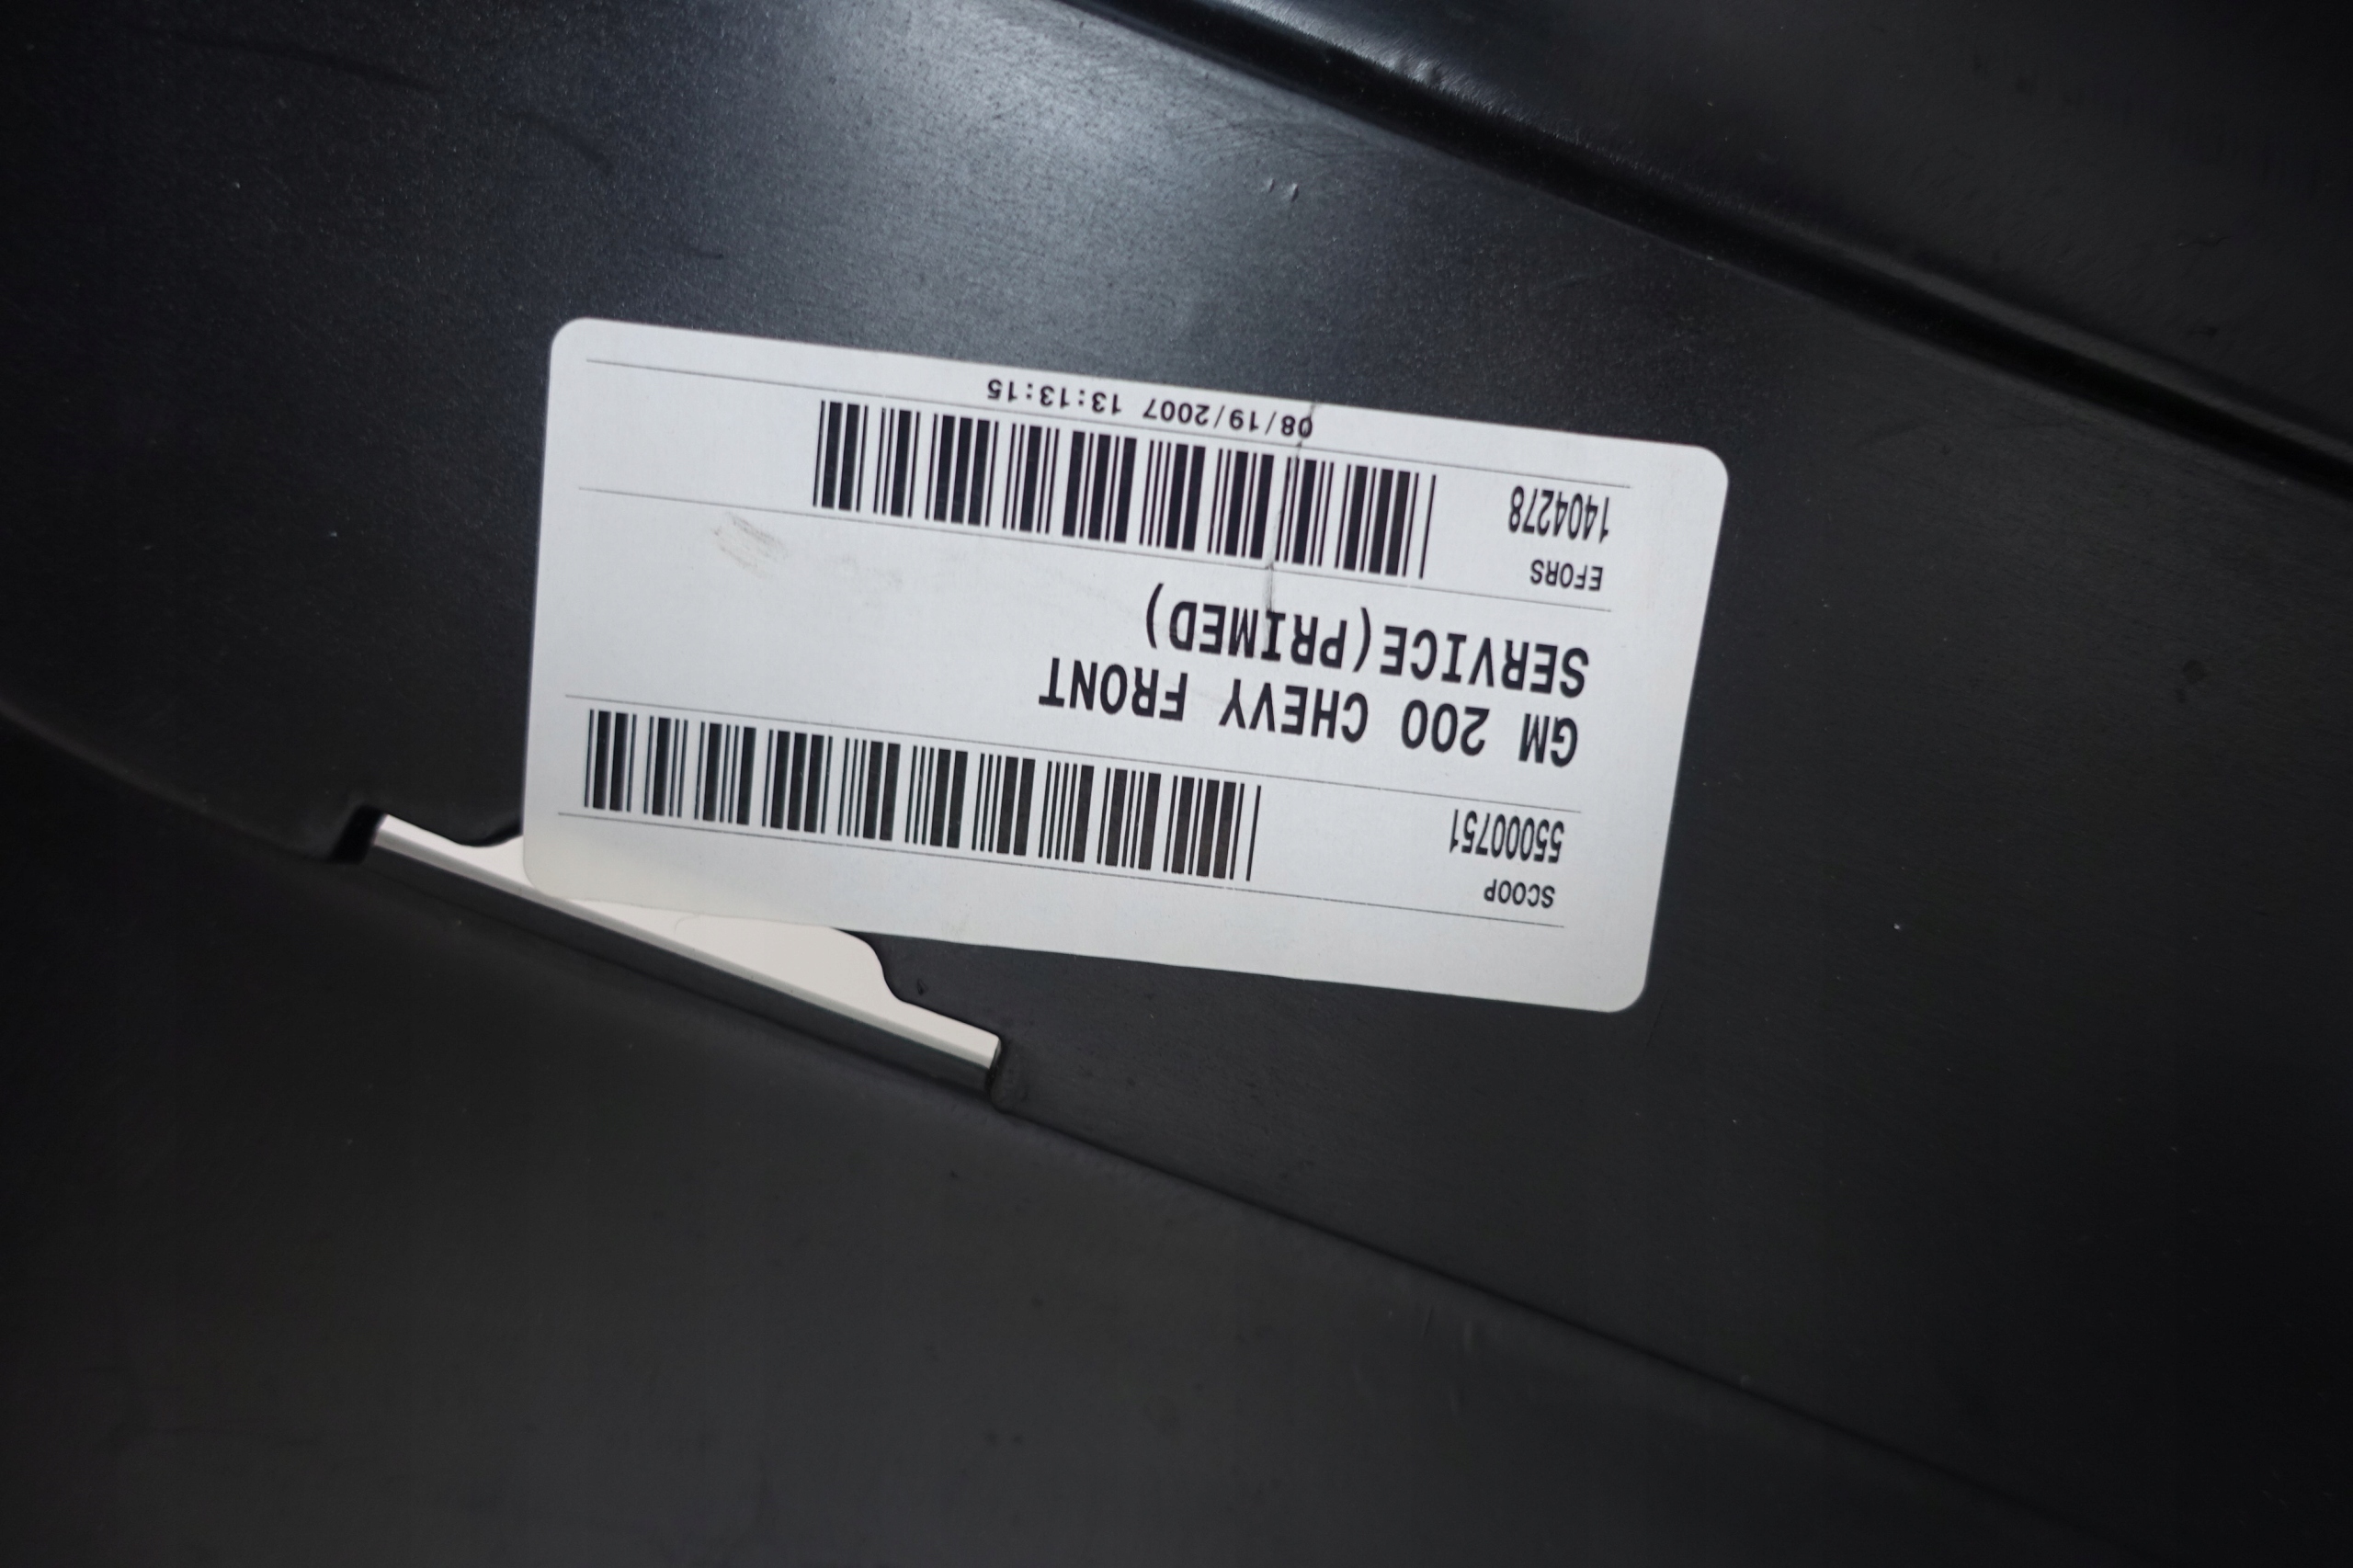 SCOOP
55000751
GM 200 CHEVY FRONT
SERVICE(PRIMED)
EFORS
1404278
08/19/2007 13:13:15